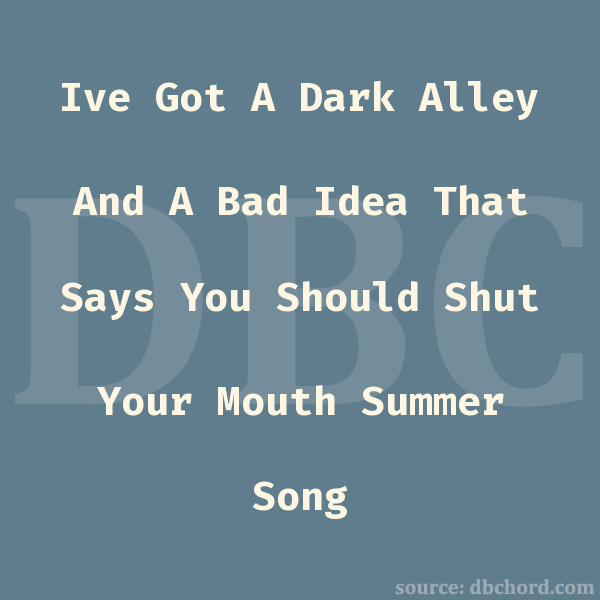 Ive Got A Dark Alley
And A Bad Idea That
Says You Should Shut
Your Mouth Summer
Song
DBC
source: dbchord.com